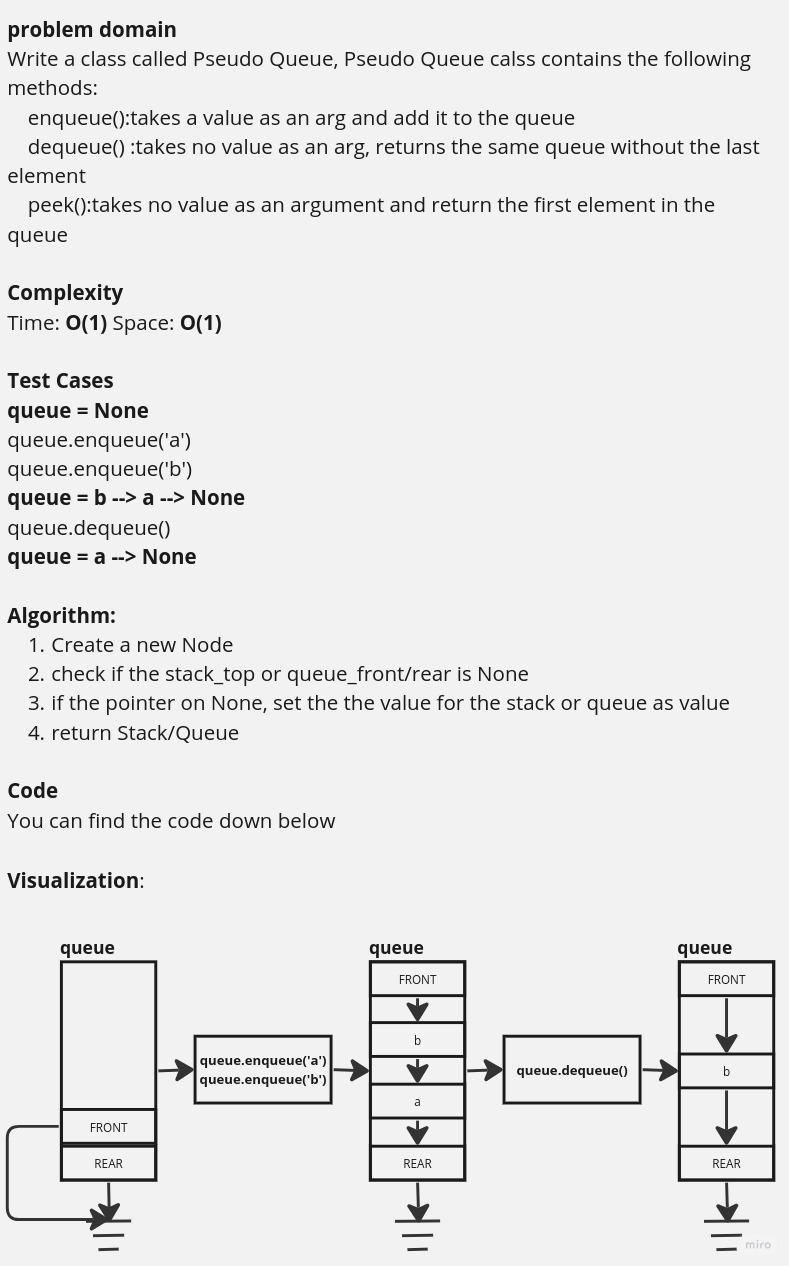 problem domain
Write a class called Pseudo Queue, Pseudo Queue calss contains the following
methods:
enqueue():takes a value as an arg and add it to the queue
dequeue() :takes no value as an arg, returns the same queue without the last
element
peek():takes no value as an argument and return the first element in the
queue
Complexity
Time: O(1) Space: O(1)
Test Cases
queue = None
queue.enqueue('a')
queue.enqueue('b')
queue = b --> a --> None
queue.dequeue()
queue = a --> None
Algorithm:
1. Create a new Node
2. check if the stack_top or queue_front/rear is None
3. if the pointer on None, set the the value for the stack or queue as value
4. return Stack/Queue
Code
You can find the code down below
Visualization:
queue
FRONT
REAR
queue.enqueue('a')
queue.enqueue('b')
queue
FRONT
b
a
REAR
queue.dequeue()
queue
FRONT
b
REAR
miro